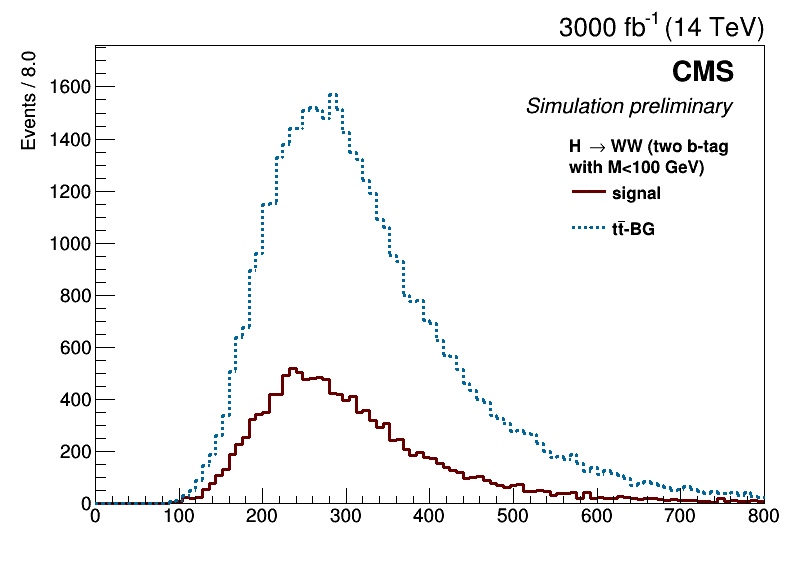 3000 fb⁻¹ (14 TeV)
CMS
Simulation preliminary
H → WW (two b-tag
with M<100 GeV)
signal
tt̄-BG
Events / 8.0
1600
1400
1200
1000
800
600
400
200
0
0 100 200 300 400 500 600 700 800